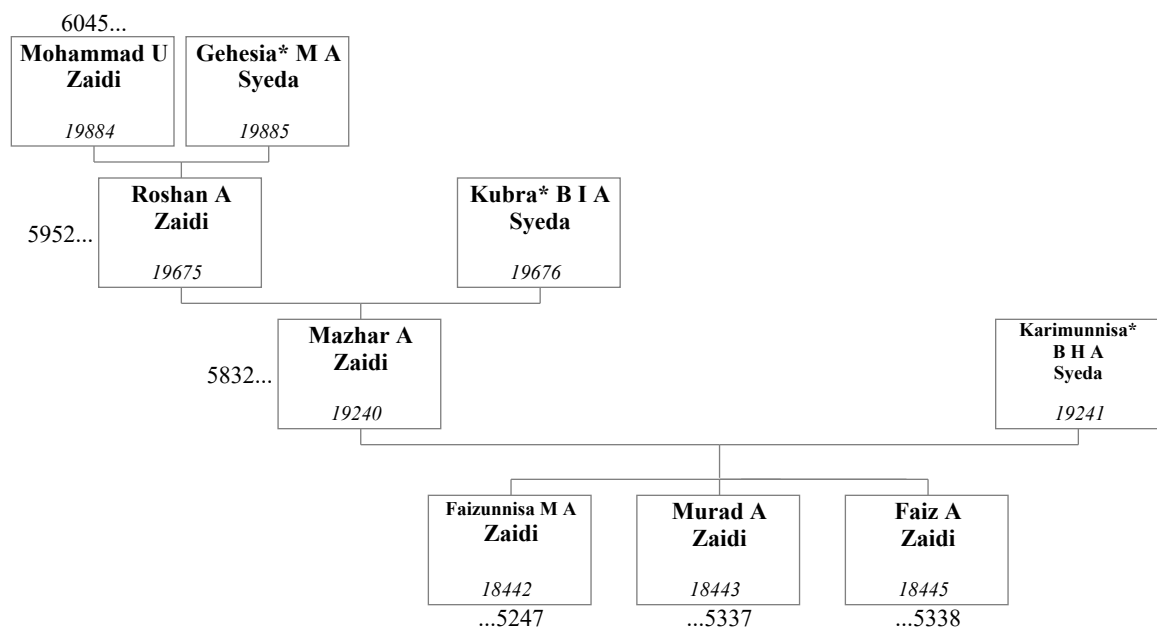 6045...
Mohammad U
Zaidi
19884
Gehesia* M A
Syeda
19885
Roshan A
Zaidi
19675
5952...
Kubra* B I A
Syeda
19676
Mazhar A
Zaidi
19240
5832...
Karimunnisa*
B H A
Syeda
19241
Faizunnisa M A
Zaidi
18442
...5247
Murad A
Zaidi
18443
...5337
Faiz A
Zaidi
18445
...5338